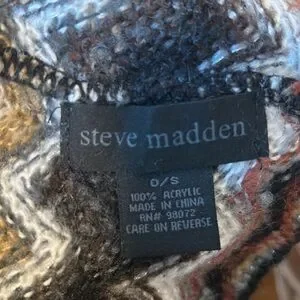 steve madden
O/S
100% ACRYLIC
MADE IN CHINA
RN# 98072
CARE ON REVERSE